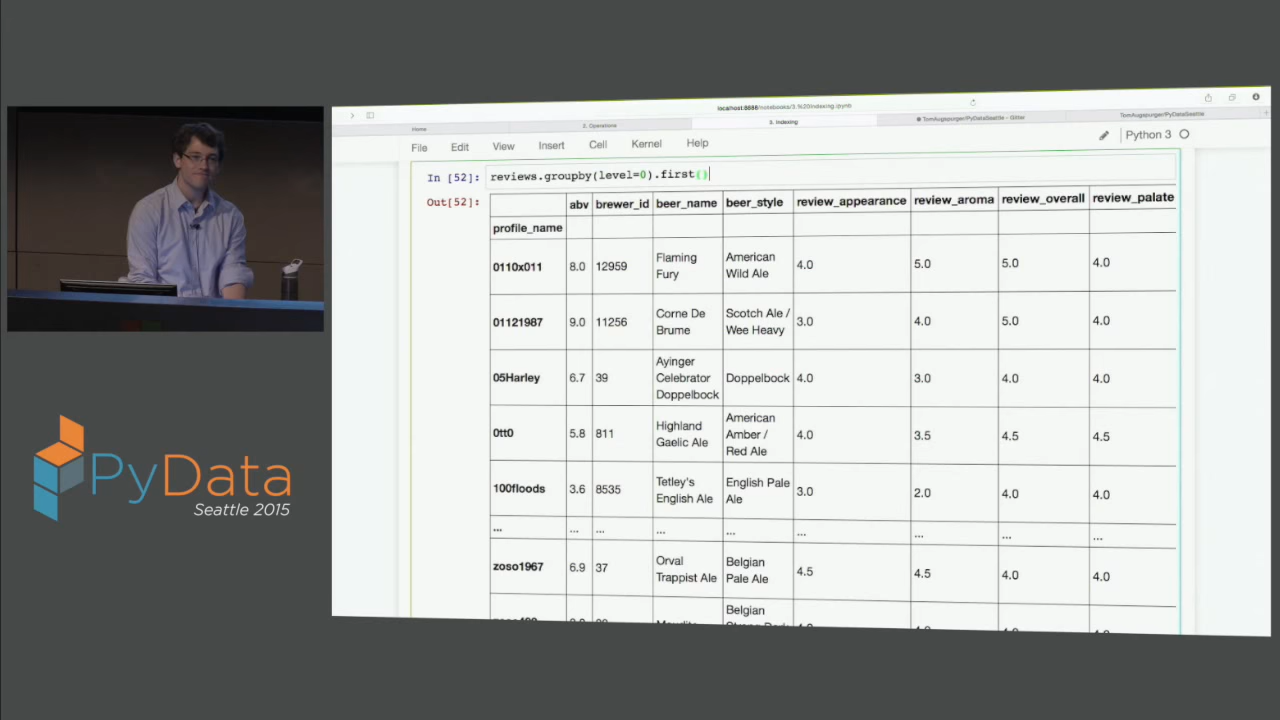 localhost:8888/notebooks/3.%20Indexing.ipynb
Home
2. Operations
3. Indexing
TomAugspurger/PyDataSeattle - Gitter
TomAugspurger/PyDataSeattle
File Edit View Insert Cell Kernel Help
Python 3
In [52]: reviews.groupby(level=0).first()
Out[52]:
abv brewer_id beer_name beer_style review_appearance review_aroma review_overall review_palate
profile_name
0110x011 8.0 12959 Flaming Fury American Wild Ale 4.0 5.0 5.0 4.0
01121987 9.0 11256 Corne De Brume Scotch Ale / Wee Heavy 3.0 4.0 5.0 4.0
05Harley 6.7 39 Ayinger Celebrator Doppelbock Doppelbock 4.0 3.0 4.0 4.0
0tt0 5.8 811 Highland Gaelic Ale American Amber / Red Ale 4.0 3.5 4.5 4.5
100floods 3.6 8535 Tetley's English Ale English Pale Ale 3.0 2.0 4.0 4.0
... ... ... ... ... ... ... ... ...
zoso1967 6.9 37 Orval Trappist Ale Belgian Pale Ale 4.5 4.5 4.0 4.0
Belgian
PyData
Seattle 2015